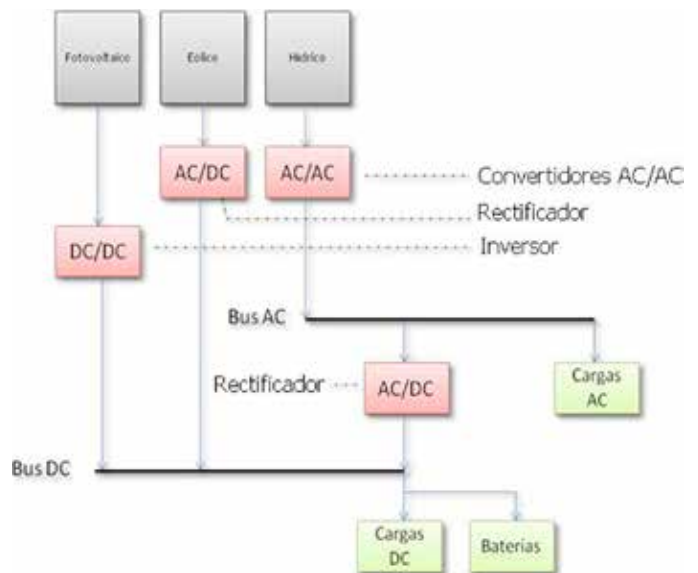 Fotovoltaico
Eolico
Hidrico
AC/DC
AC/AC
Convertidores AC/AC
Rectificador
DC/DC
Inversor
Bus AC
Rectificador
AC/DC
Cargas
AC
Bus DC
Cargas
DC
Baterias